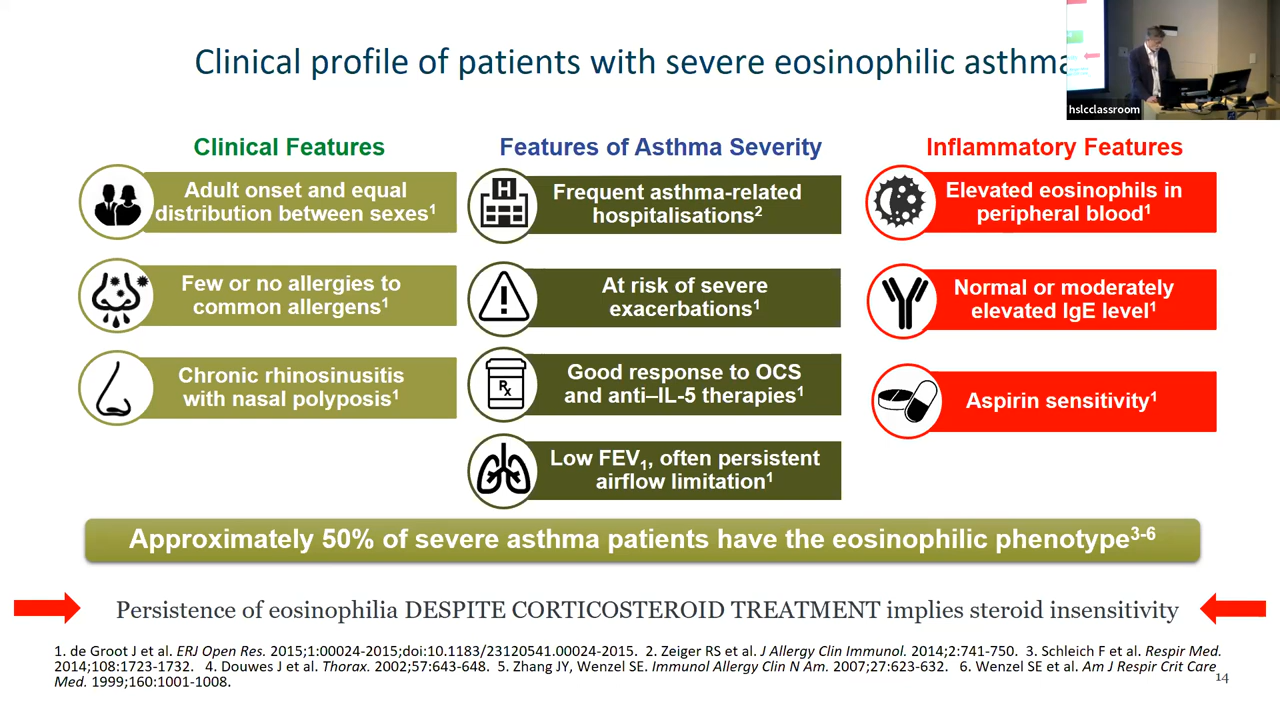 Clinical profile of patients with severe eosinophilic asthma
hslcclassroom
Clinical Features
Adult onset and equal
distribution between sexes1
Few or no allergies to
common allergens1
Chronic rhinosinusitis
with nasal polyposis1
Features of Asthma Severity
H
Frequent asthma-related
hospitalisations2
At risk of severe
exacerbations1
Rx
Good response to OCS
and anti–IL-5 therapies1
Low FEV1, often persistent
airflow limitation1
Inflammatory Features
Elevated eosinophils in
peripheral blood1
Normal or moderately
elevated IgE level1
Aspirin sensitivity1
Approximately 50% of severe asthma patients have the eosinophilic phenotype3-6
Persistence of eosinophilia DESPITE CORTICOSTEROID TREATMENT implies steroid insensitivity
1. de Groot J et al. ERJ Open Res. 2015;1:00024-2015;doi:10.1183/23120541.00024-2015. 2. Zeiger RS et al. J Allergy Clin Immunol. 2014;2:741-750. 3. Schleich F et al. Respir Med.
2014;108:1723-1732. 4. Douwes J et al. Thorax. 2002;57:643-648. 5. Zhang JY, Wenzel SE. Immunol Allergy Clin N Am. 2007;27:623-632. 6. Wenzel SE et al. Am J Respir Crit Care
Med. 1999;160:1001-1008.
14